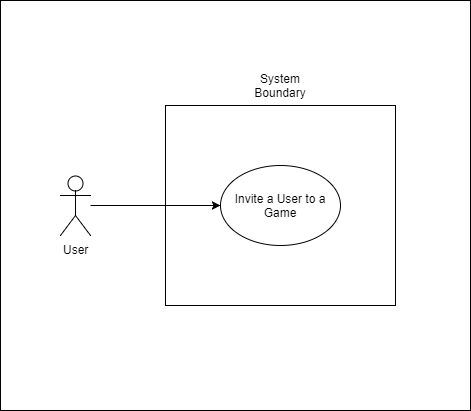 System
Boundary
Invite a User to a
Game
User